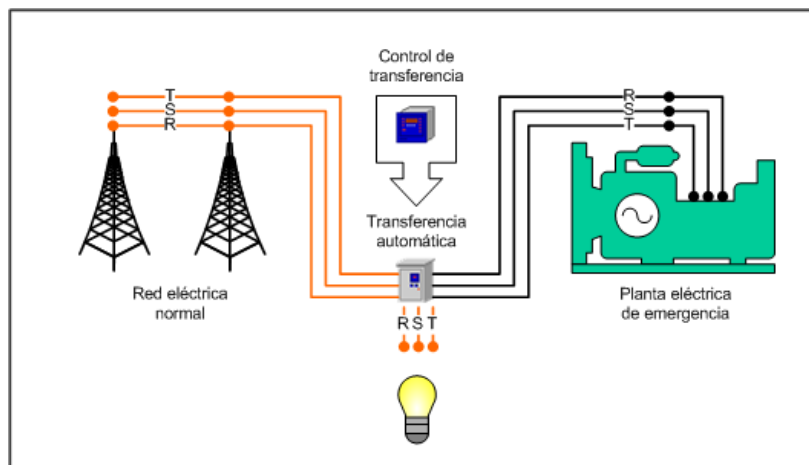 Control de
transferencia
T
S
R
R
S
T
Transferencia
automática
Red eléctrica
normal
Planta eléctrica
de emergencia
R S T